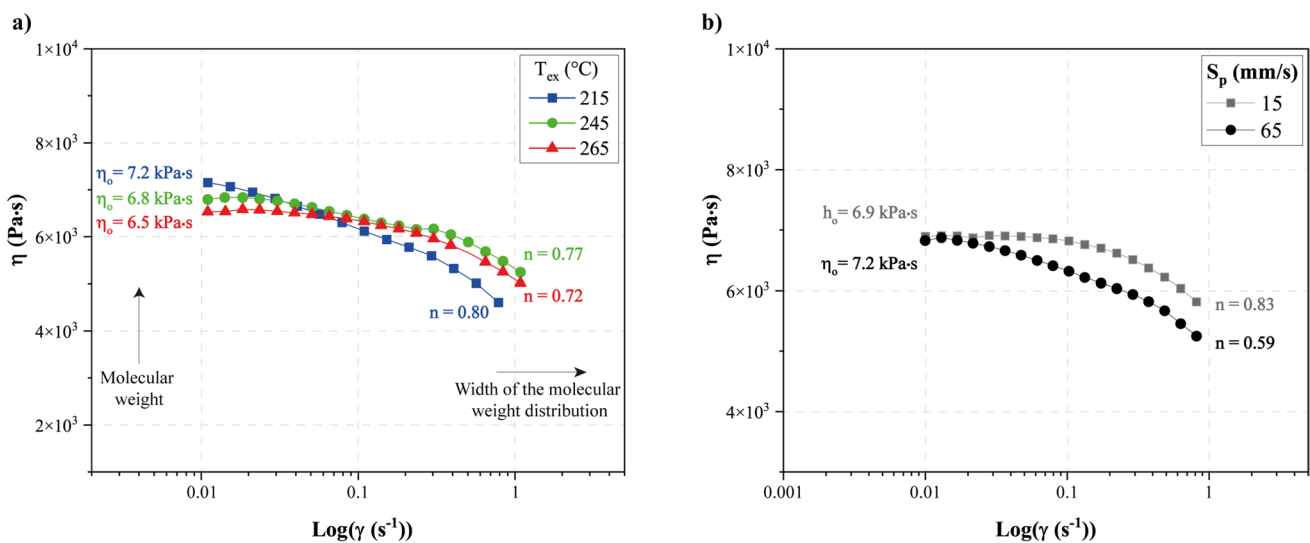 a)
1×10⁴
8×10³
6×10³
4×10³
2×10³
η (Pa·s)
T_ex (°C)
215
245
265
η_o= 7.2 kPa·s
η_o= 6.8 kPa·s
η_o= 6.5 kPa·s
n = 0.77
n = 0.72
n = 0.80
Molecular
weight
Width of the molecular
weight distribution
0.01
0.1
1
Log(γ (s⁻¹))
b)
1×10⁴
8×10³
6×10³
4×10³
η (Pa·s)
S_p (mm/s)
15
65
h_o= 6.9 kPa·s
η_o= 7.2 kPa·s
n = 0.83
n = 0.59
0.001
0.01
0.1
1
Log(γ (s⁻¹))